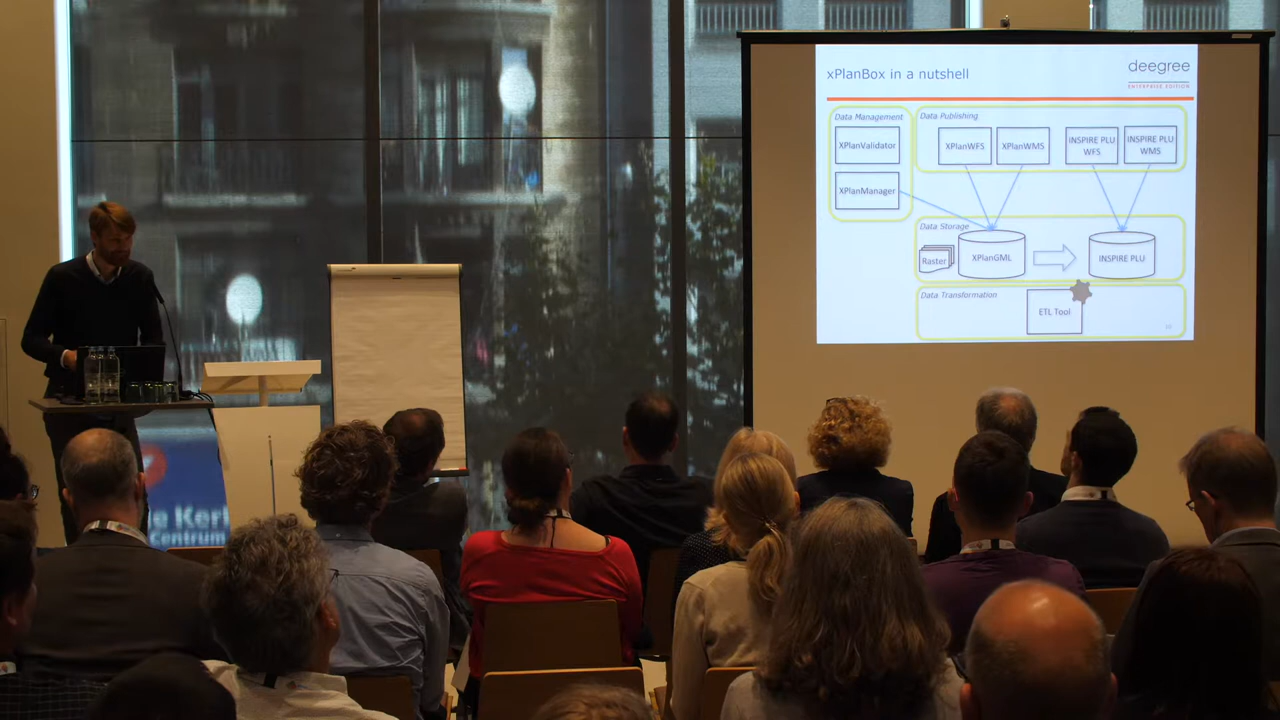 xPlanBox in a nutshell
deegree
ENTERPRISE EDITION
Data Management
XPlanValidator
XPlanManager
Data Publishing
XPlanWFS
XPlanWMS
INSPIRE PLU
WFS
INSPIRE PLU
WMS
Data Storage
Raster
XPlanGML
INSPIRE PLU
Data Transformation
ETL Tool
e Kerk
Centrum